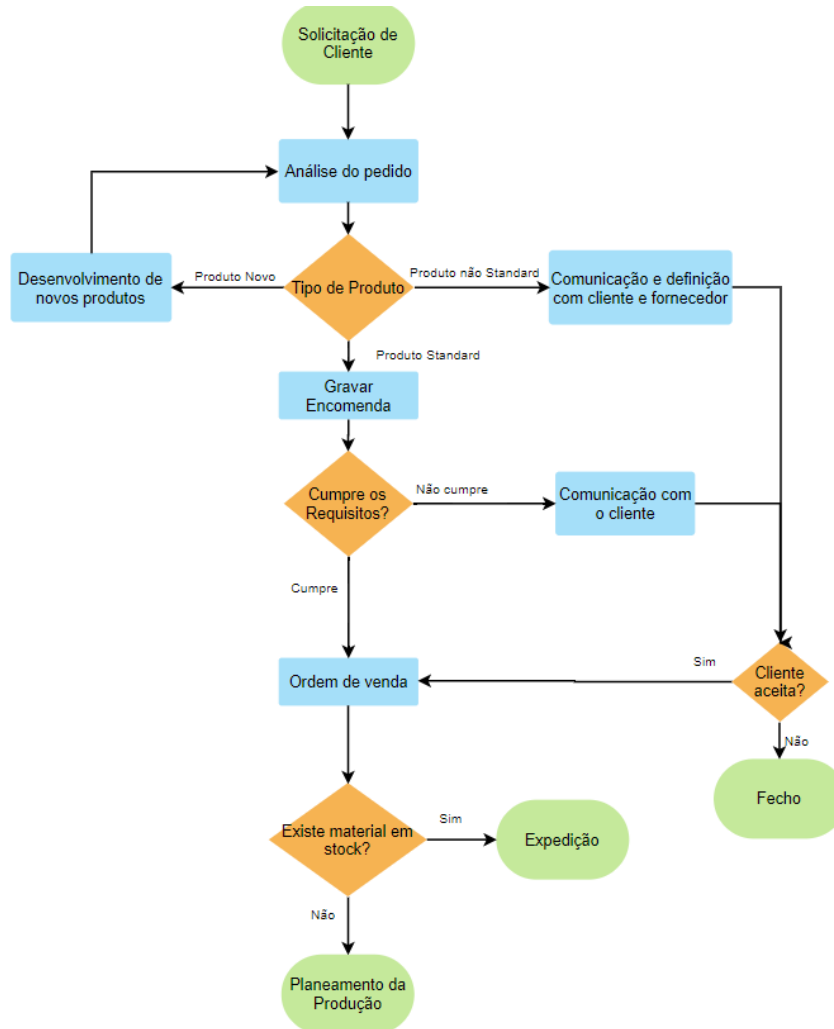 Solicitação de
Cliente
Análise do pedido
Desenvolvimento de
novos produtos
Produto Novo
Tipo de Produto
Produto não Standard
Comunicação e definição
com cliente e fornecedor
Produto Standard
Gravar
Encomenda
Cumpre os
Requisitos?
Não cumpre
Comunicação com
o cliente
Cumpre
Ordem de venda
Sim
Cliente
aceita?
Não
Fecho
Existe material em
stock?
Sim
Expedição
Não
Planeamento da
Produção